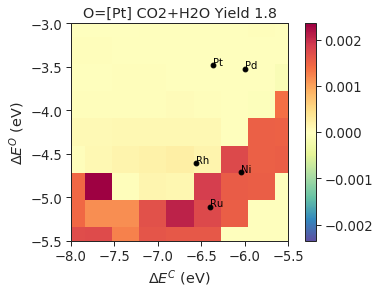 O=[Pt] CO2+H2O Yield 1.8
−3.0
−3.5
−4.0
−4.5
−5.0
−5.5
ΔE^O (eV)
Pt
Pd
Rh
Ni
Ru
−8.0 −7.5 −7.0 −6.5 −6.0 −5.5
ΔE^C (eV)
0.002
0.001
0.000
−0.001
−0.002